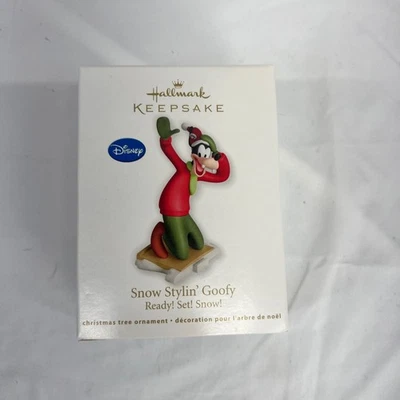 Hallmark
KEEPSAKE
Disney
Snow Stylin' Goofy
Ready! Set! Snow!
christmas tree ornament • décoration pour l'arbre de noël